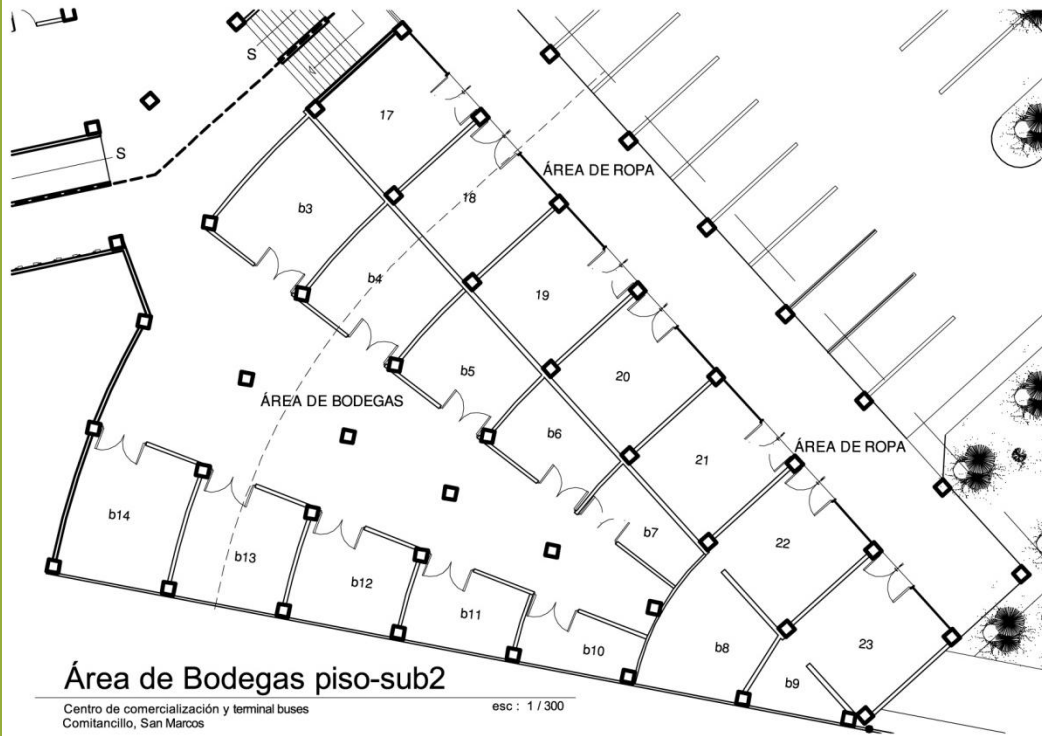 S
S
17
ÁREA DE ROPA
18
b3
b4
19
b5
20
ÁREA DE BODEGAS
b6
21
ÁREA DE ROPA
b7
b14
b13
b12
b11
b10
22
b8
23
b9
Área de Bodegas piso-sub2
Centro de comercialización y terminal buses
Comitancillo, San Marcos
esc : 1 / 300